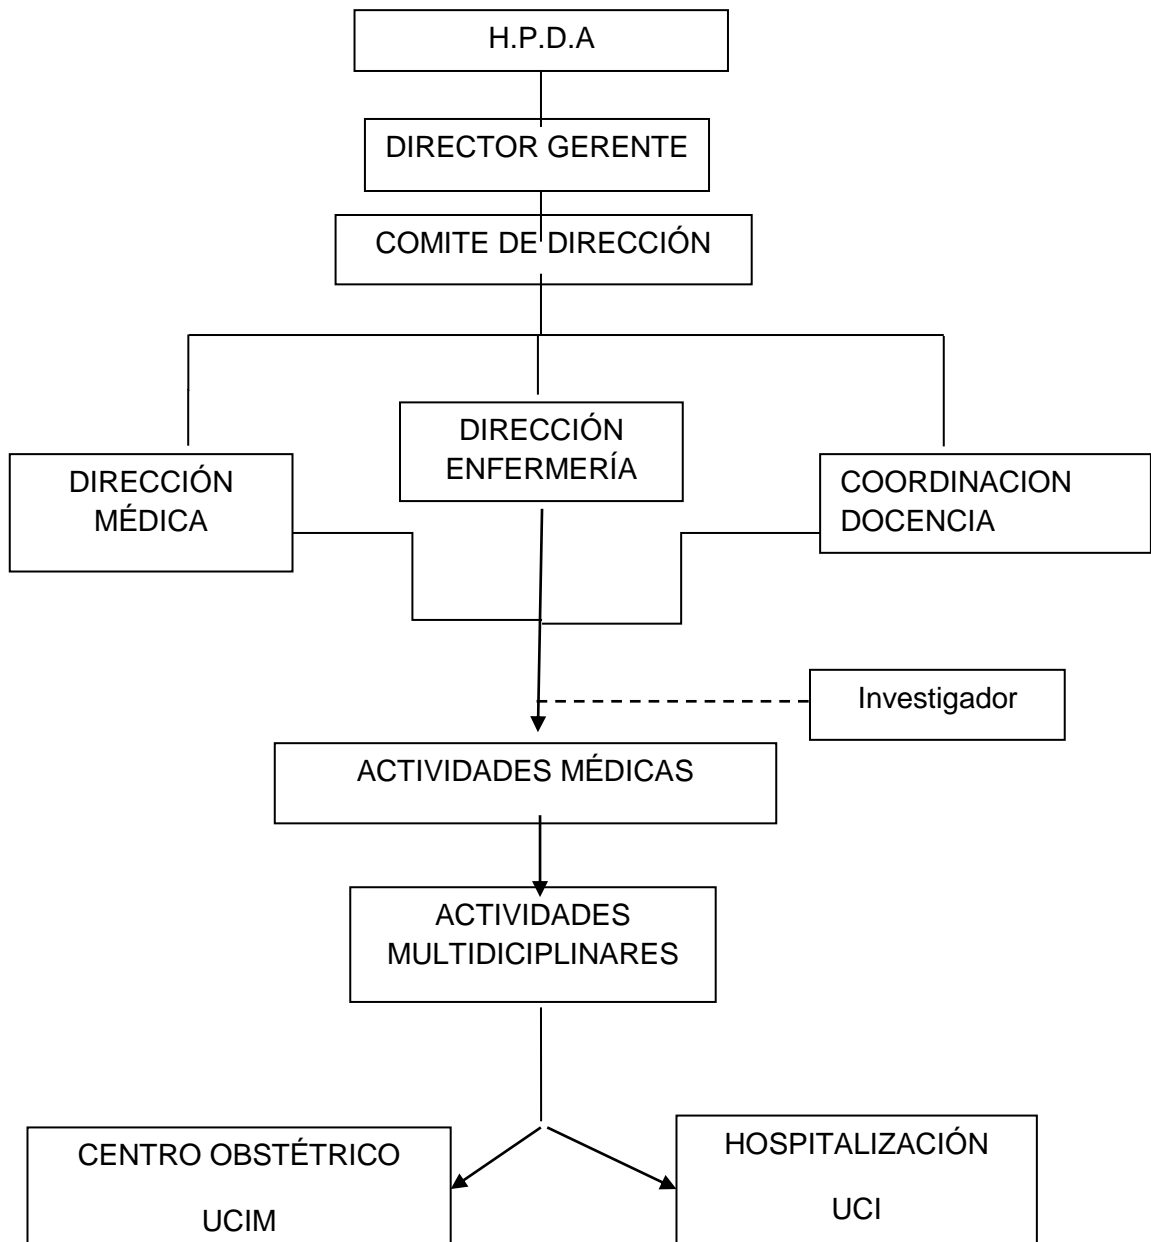 H.P.D.A
DIRECTOR GERENTE
COMITE DE DIRECCIÓN
DIRECCIÓN
MÉDICA
DIRECCIÓN
ENFERMERÍA
COORDINACION
DOCENCIA
Investigador
ACTIVIDADES MÉDICAS
ACTIVIDADES
MULTIDICIPLINARES
CENTRO OBSTÉTRICO
UCIM
HOSPITALIZACIÓN
UCI